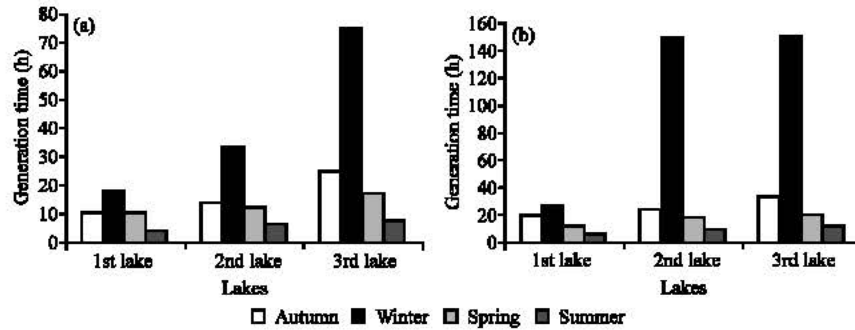 (a)
Generation time (h)
80
70
60
50
40
30
20
10
0
1st lake 2nd lake 3rd lake
Lakes
(b)
Generation time (h)
160
140
120
100
80
60
40
20
0
1st lake 2nd lake 3rd lake
Lakes
Autumn Winter Spring Summer